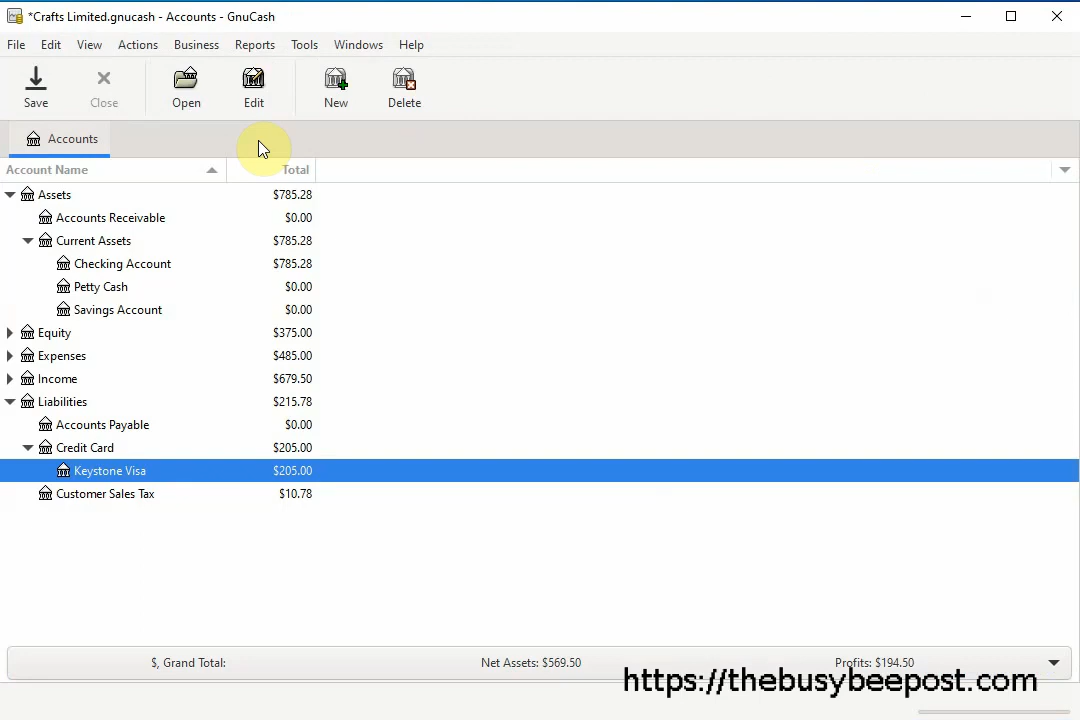 *Crafts Limited.gnucash - Accounts - GnuCash
File Edit View Actions Business Reports Tools Windows Help
Save Close Open Edit New Delete
Accounts
Account Name Total
Assets $785.28
Accounts Receivable $0.00
Current Assets $785.28
Checking Account $785.28
Petty Cash $0.00
Savings Account $0.00
Equity $375.00
Expenses $485.00
Income $679.50
Liabilities $215.78
Accounts Payable $0.00
Credit Card $205.00
Keystone Visa $205.00
Customer Sales Tax $10.78
$, Grand Total: Net Assets: $569.50 Profits: $194.50
https://thebusybeepost.com